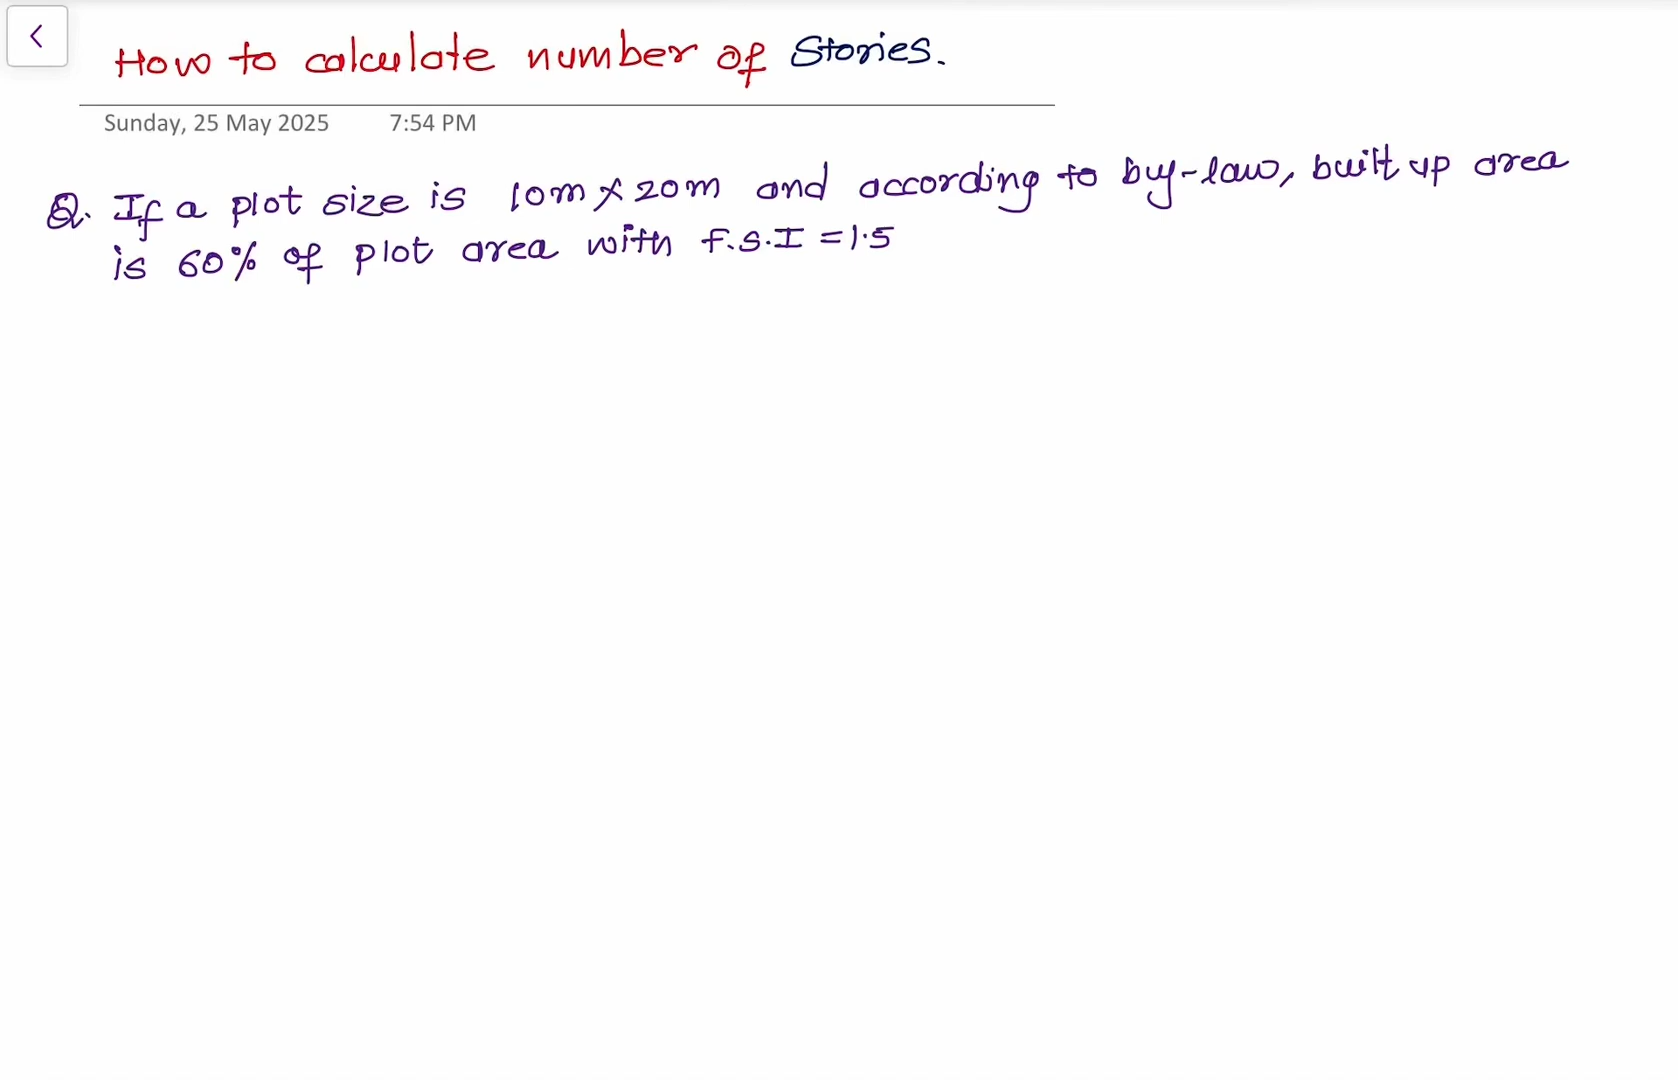 How to calculate number of Stories.
Sunday, 25 May 2025 7:54 PM
Q. If a plot size is 10m x 20m and according to by-law, built up area
is 60% of plot area with F.S.I = 1.5